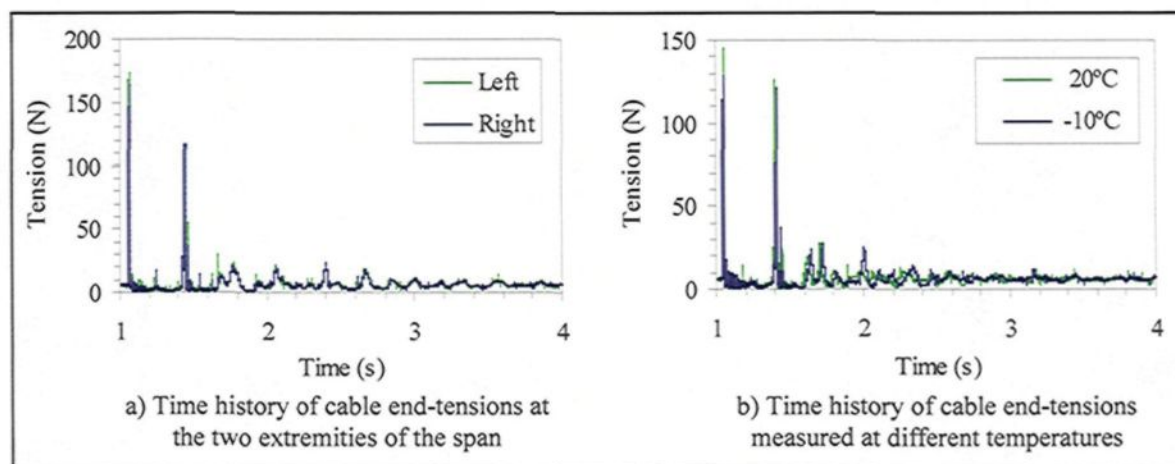 200
150
100
50
0
Tension (N)
Left
Right
1
2
3
4
Time (s)
a) Time history of cable end-tensions at
the two extremities of the span
150
100
50
0
Tension (N)
20ºC
-10ºC
1
2
3
4
Time (s)
b) Time history of cable end-tensions
measured at different temperatures